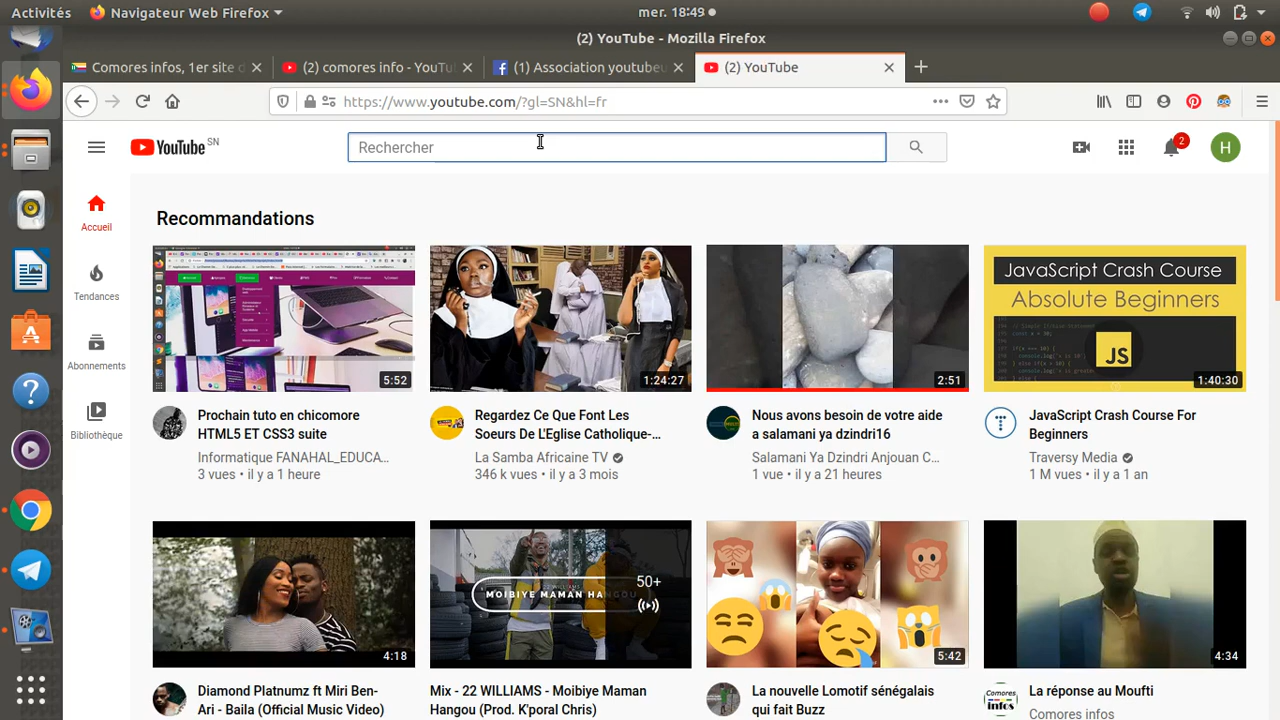 Activités
Navigateur Web Firefox
mer. 18:49
(2) YouTube - Mozilla Firefox
Comores infos, 1er site d
(2) comores info - YouTu
(1) Association youtubeu
(2) YouTube
https://www.youtube.com/?gl=SN&hl=fr
YouTube SN
Rechercher
2
H
Accueil
Tendances
Abonnements
Bibliothèque
Recommandations
5:52
1:24:27
2:51
JavaScript Crash Course
Absolute Beginners
JS
1:40:30
Prochain tuto en chicomore
HTML5 ET CSS3 suite
Informatique FANAHAL_EDUCA...
3 vues • il y a 1 heure
Regardez Ce Que Font Les
Soeurs De L'Eglise Catholique-...
La Samba Africaine TV
346 k vues • il y a 3 mois
Nous avons besoin de votre aide
a salamani ya dzindri16
Salamani Ya Dzindri Anjouan C...
1 vue • il y a 21 heures
JavaScript Crash Course For
Beginners
Traversy Media
1 M vues • il y a 1 an
4:18
22 WILLIAMS
MOIBIYE MAMAN HANGOU
50+
5:42
4:34
Diamond Platnumz ft Miri Ben-
Ari - Baila (Official Music Video)
Mix - 22 WILLIAMS - Moibiye Maman
Hangou (Prod. K'poral Chris)
La nouvelle Lomotif sénégalais
qui fait Buzz
Comores
infos
La réponse au Moufti
Comores infos